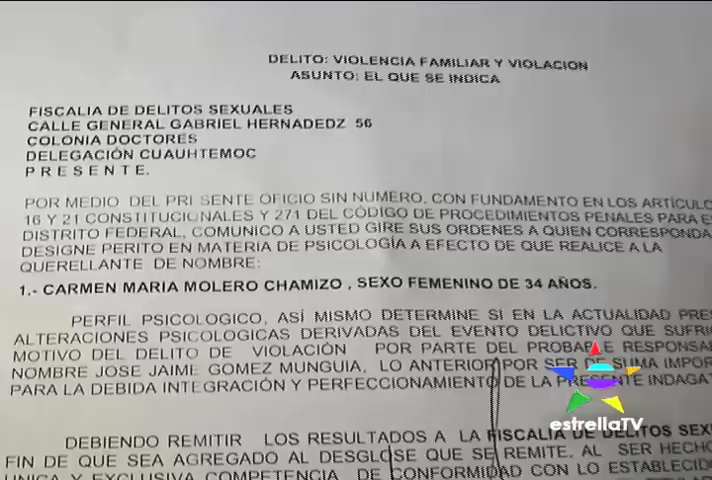 DELITO: VIOLENCIA FAMILIAR Y VIOLACION
ASUNTO: EL QUE SE INDICA
FISCALIA DE DELITOS SEXUALES
CALLE GENERAL GABRIEL HERNADEDZ 56
COLONIA DOCTORES
DELEGACIÓN CUAUHTEMOC
P R E S E N T E.
POR MEDIO DEL PRI SENTE OFICIO SIN NUMERO, CON FUNDAMENTO EN LOS ARTÍCULO
16 Y 21 CONSTITUCIONALES Y 271 DEL CÓDIGO DE PROCEDIMIENTOS PENALES PARA E
DISTRITO FEDERAL, COMUNICO A USTED GIRE SUS ORDENES A QUIEN CORRESPONDA
DESIGNE PERITO EN MATERIA DE PSICOLOGÍA A EFECTO DE QUE REALICE A LA
QUERELLANTE DE NOMBRE:
1.- CARMEN MARIA MOLERO CHAMIZO , SEXO FEMENINO DE 34 AÑOS.
PERFIL PSICOLOGICO, ASÍ MISMO DETERMINE SI EN LA ACTUALIDAD PRES
ALTERACIONES PSICOLOGICAS DERIVADAS DEL EVENTO DELICTIVO QUE SUFRIO
MOTIVO DEL DELITO DE VIOLACIÓN POR PARTE DEL PROBABLE RESPONSAB
NOMBRE JOSE JAIME GOMEZ MUNGUIA, LO ANTERIOR POR SER DE SUMA IMPOR
PARA LA DEBIDA INTEGRACIÓN Y PERFECCIONAMIENTO DE LA PRESENTE INDAGAT
estrellaTV
DEBIENDO REMITIR LOS RESULTADOS A LA FISCALIA DE DELITOS SEXU
FIN DE QUE SEA AGREGADO AL DESGLOSE QUE SE REMITE, AL SER HECHO
UNICA Y EXCLUSIVA COMPETENCIA DE CONFORMIDAD CON LO ESTABLECID